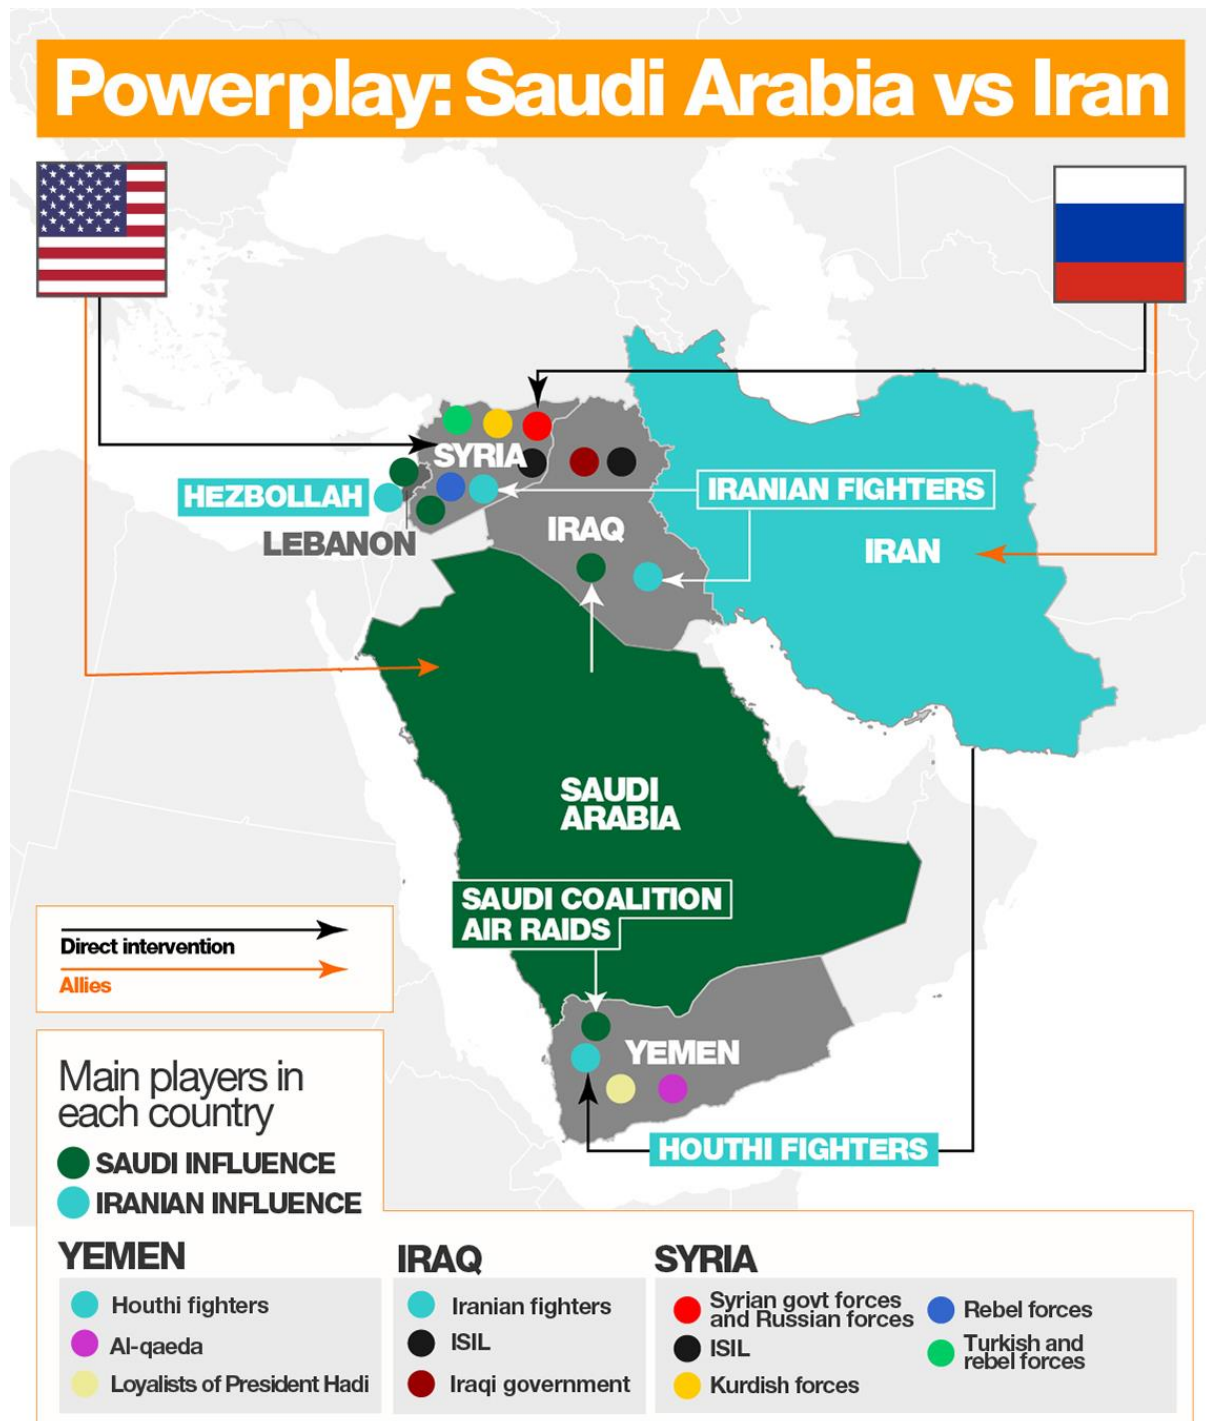 Powerplay: Saudi Arabia vs Iran
SYRIA
HEZBOLLAH
LEBANON
IRANIAN FIGHTERS
IRAQ
IRAN
SAUDI
ARABIA
SAUDI COALITION
AIR RAIDS
Direct intervention
Allies
YEMEN
HOUTHI FIGHTERS
Main players in
each country
SAUDI INFLUENCE
IRANIAN INFLUENCE
YEMEN
Houthi fighters
Al-qaeda
Loyalists of President Hadi
IRAQ
Iranian fighters
ISIL
Iraqi government
SYRIA
Syrian govt forces
and Russian forces
ISIL
Kurdish forces
Rebel forces
Turkish and
rebel forces